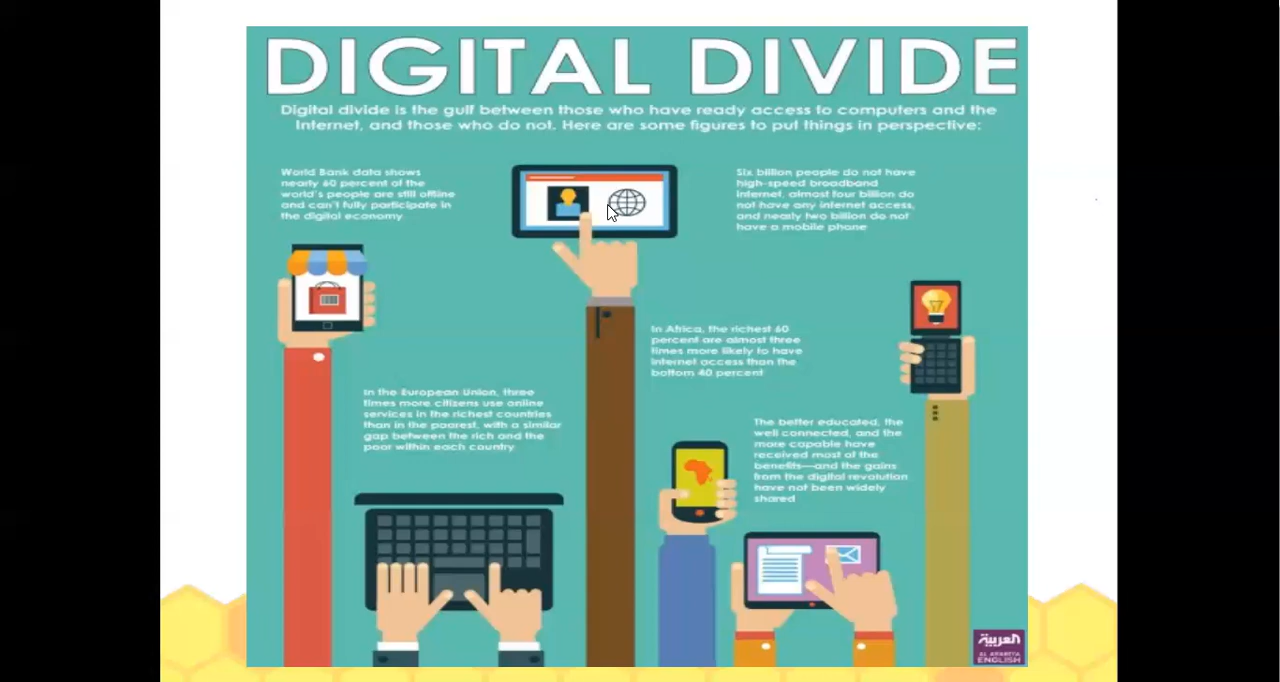 DIGITAL DIVIDE
Digital divide is the gulf between those who have ready access to computers and the
Internet, and those who do not. Here are some figures to put things in perspective:
World Bank data shows
nearly 60 percent of the
world's people are still offline
and can't fully participate in
the digital economy
Six billion people do not have
high-speed broadband
internet, almost four billion do
not have any internet access,
and nearly two billion do not
have a mobile phone
In Africa, the richest 60
percent are almost three
times more likely to have
internet access than the
bottom 40 percent
In the European Union, three
times more citizens use online
services in the richest countries
than in the poorest, with a similar
gap between the rich and the
poor within each country
The better educated, the
well connected, and the
more capable have
received most of the
benefits—and the gains
from the digital revolution
have not been widely
shared
العربية
AL ARABIYA
ENGLISH